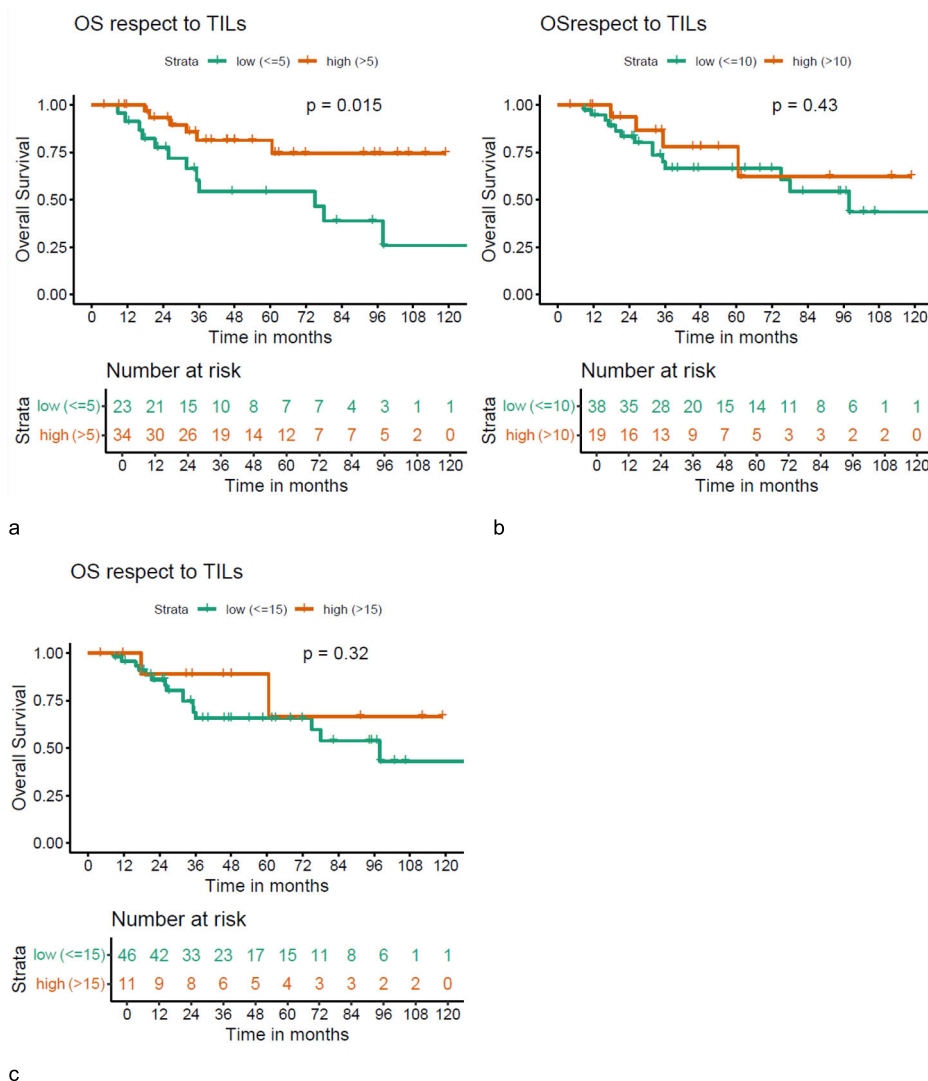 OS respect to TILs
Strata low (<=5) high (>5)
p = 0.015
Overall Survival
1.00
0.75
0.50
0.25
0.00
0 12 24 36 48 60 72 84 96 108 120
Time in months
Number at risk
Strata
low (<=5) 23 21 15 10 8 7 7 4 3 1 1
high (>5) 34 30 26 19 14 12 7 7 5 2 0
0 12 24 36 48 60 72 84 96 108 120
Time in months
a
OSrespect to TILs
Strata low (<=10) high (>10)
p = 0.43
Overall Survival
1.00
0.75
0.50
0.25
0.00
0 12 24 36 48 60 72 84 96 108 120
Time in months
Number at risk
Strata
low (<=10) 38 35 28 20 15 14 11 8 6 1 1
high (>10) 19 16 13 9 7 5 3 3 2 2 0
0 12 24 36 48 60 72 84 96 108 120
Time in months
b
OS respect to TILs
Strata low (<=15) high (>15)
p = 0.32
Overall Survival
1.00
0.75
0.50
0.25
0.00
0 12 24 36 48 60 72 84 96 108 120
Time in months
Number at risk
Strata
low (<=15) 46 42 33 23 17 15 11 8 6 1 1
high (>15) 11 9 8 6 5 4 3 3 2 2 0
0 12 24 36 48 60 72 84 96 108 120
Time in months
c